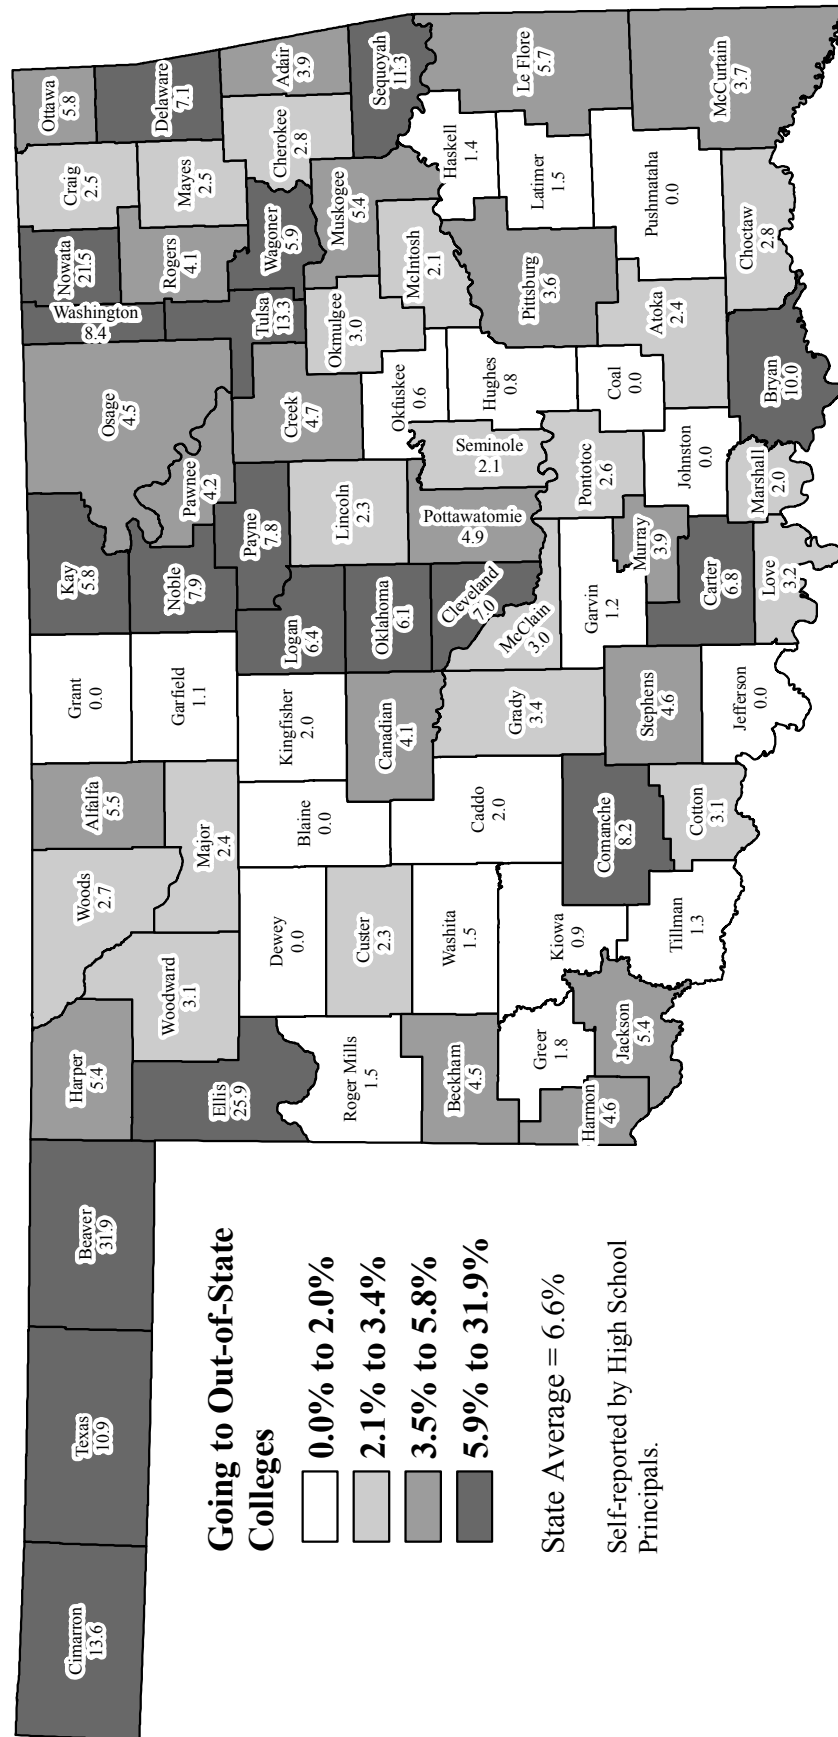 Cimarron
13.6
Texas
10.9
Beaver
31.9
Harper
5.4
Woods
2.7
Alfalfa
5.5
Grant
0.0
Kay
5.8
Osage
4.5
Washington
8.4
Nowata
21.5
Craig
2.5
Ottawa
5.8
Ellis
25.9
Woodward
3.1
Major
2.4
Garfield
1.1
Noble
7.9
Pawnee
4.2
Rogers
4.1
Mayes
2.5
Delaware
7.1
Roger Mills
1.5
Dewey
0.0
Blaine
0.0
Kingfisher
2.0
Logan
6.4
Payne
7.8
Creek
4.7
Tulsa
13.3
Wagoner
5.9
Cherokee
2.8
Adair
3.9
Custer
2.3
Canadian
4.1
Oklahoma
6.1
Lincoln
2.3
Okmulgee
3.0
Muskogee
5.4
Sequoyah
11.3
Beckham
4.5
Washita
1.5
Caddo
2.0
Grady
3.4
Cleveland
7.0
McClain
3.0
Pottawatomie
4.9
Seminole
2.1
Okfuskee
0.6
Hughes
0.8
McIntosh
2.1
Haskell
1.4
Le Flore
5.7
Harmon
4.6
Greer
1.8
Kiowa
0.9
Jackson
5.4
Tillman
1.3
Comanche
8.2
Cotton
3.1
Stephens
4.6
Jefferson
0.0
Garvin
1.2
Murray
3.9
Carter
6.8
Love
3.2
Pontotoc
2.6
Johnston
0.0
Marshall
2.0
Coal
0.0
Pittsburg
3.6
Latimer
1.5
Atoka
2.4
Bryan
10.0
Pushmataha
0.0
Choctaw
2.8
McCurtain
3.7
Going to Out-of-State
Colleges
0.0% to 2.0%
2.1% to 3.4%
3.5% to 5.8%
5.9% to 31.9%
State Average = 6.6%
Self-reported by High School
Principals.